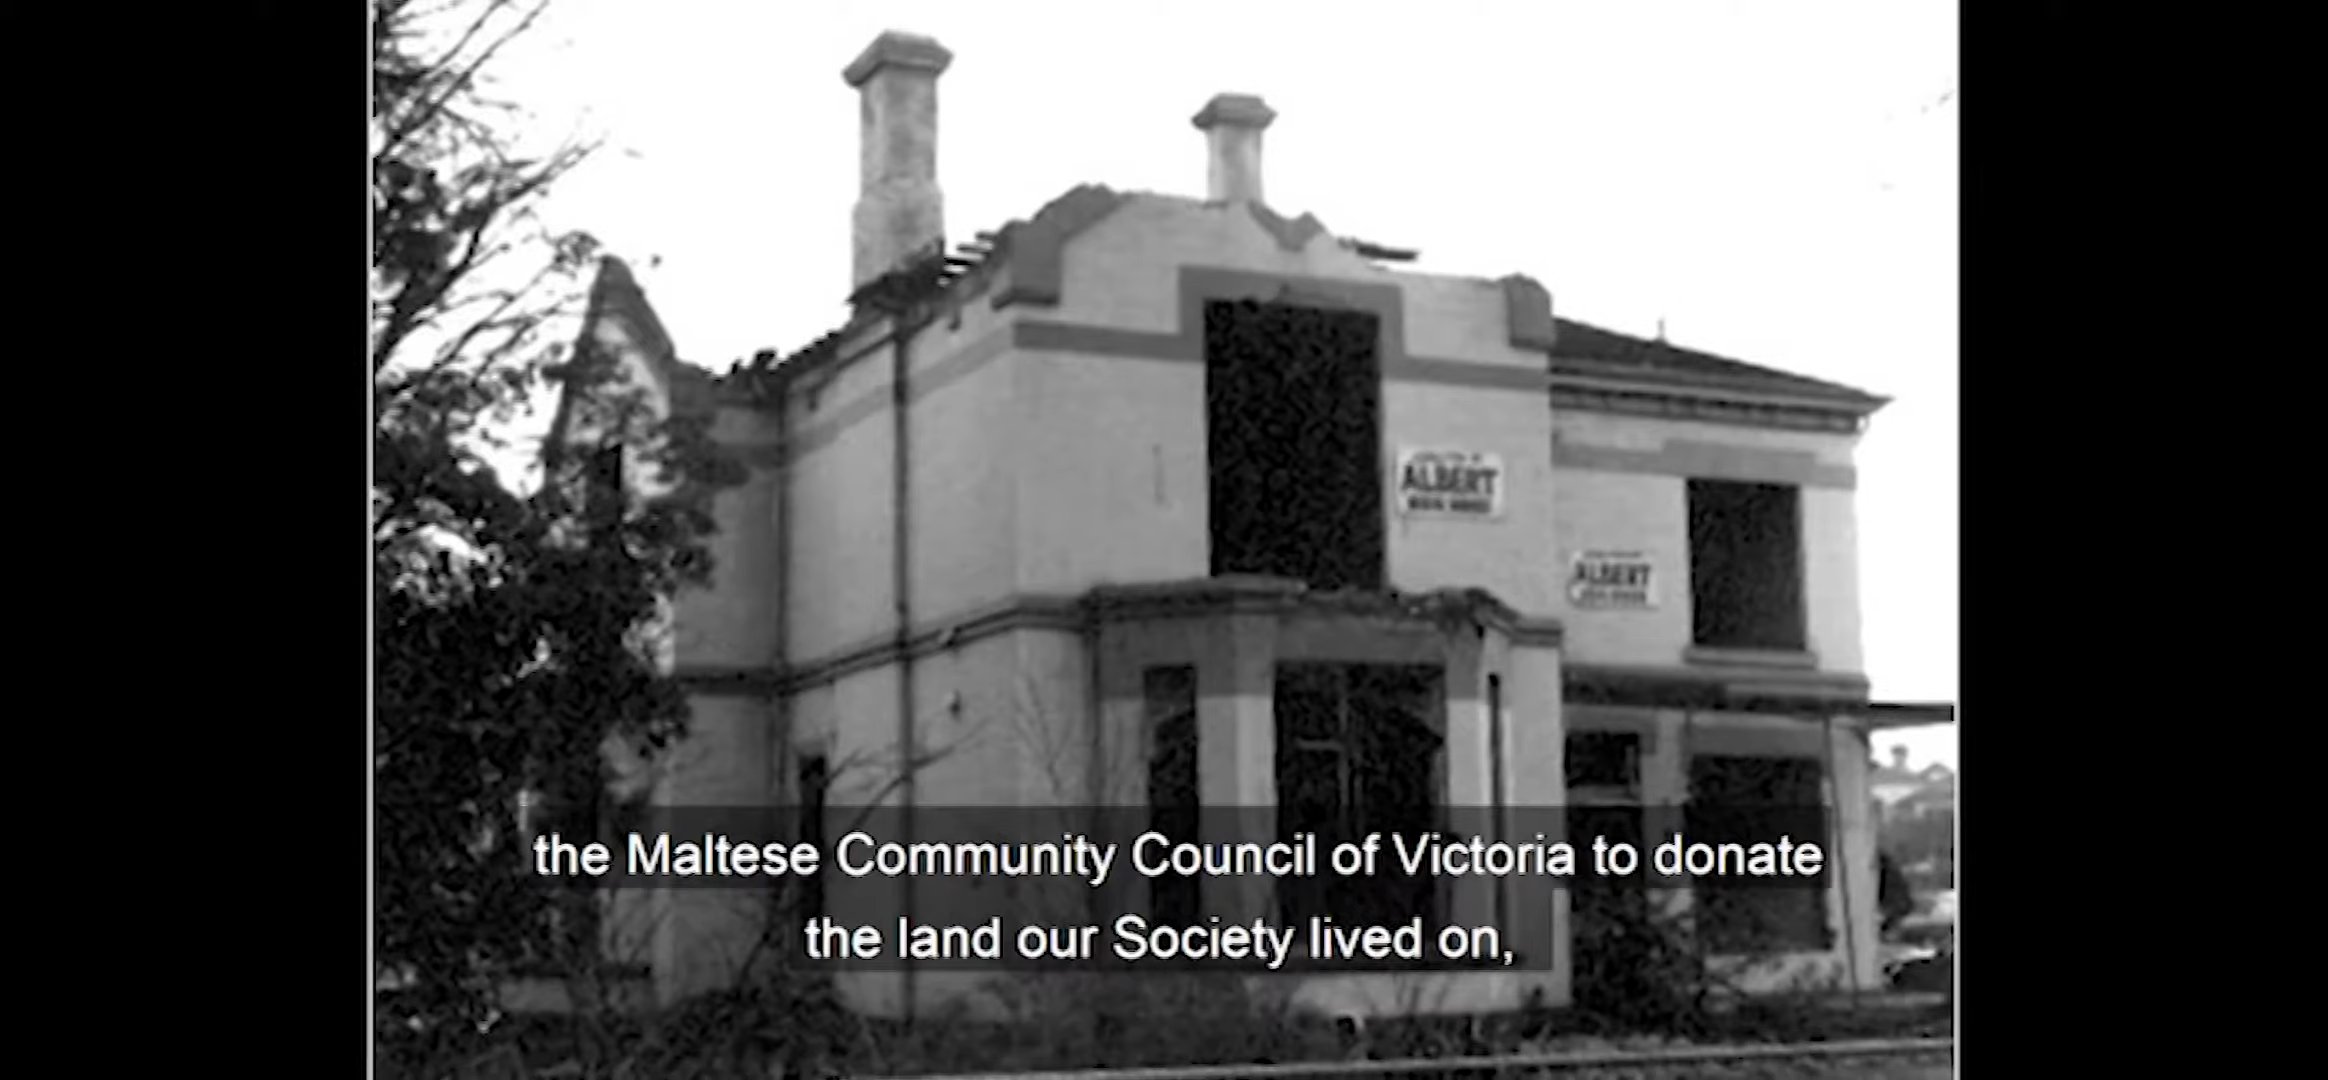 ALBERT
ALBERT
the Maltese Community Council of Victoria to donate
the land our Society lived on,